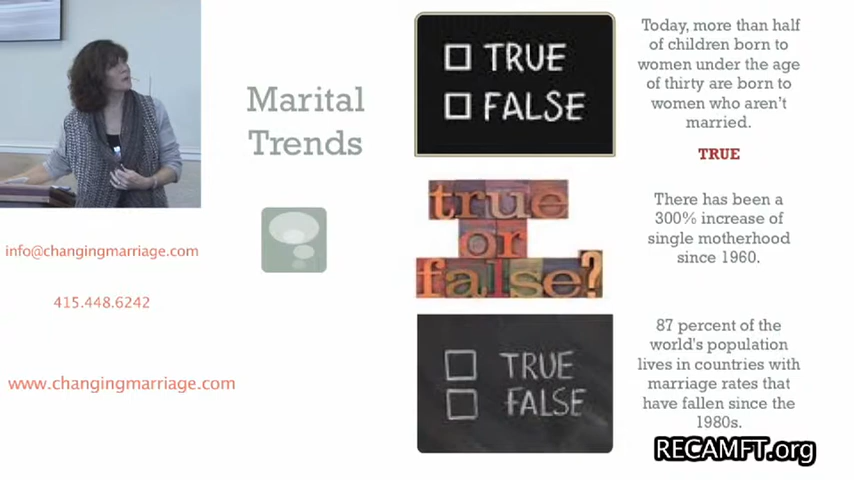 Marital
Trends
info@changingmarriage.com
415.448.6242
www.changingmarriage.com
TRUE
FALSE
Today, more than half
of children born to
women under the age
of thirty are born to
women who aren't
married.
TRUE
true
or
false?
There has been a
300% increase of
single motherhood
since 1960.
TRUE
FALSE
87 percent of the
world's population
lives in countries with
marriage rates that
have fallen since the
1980s.
RECAMFT.org